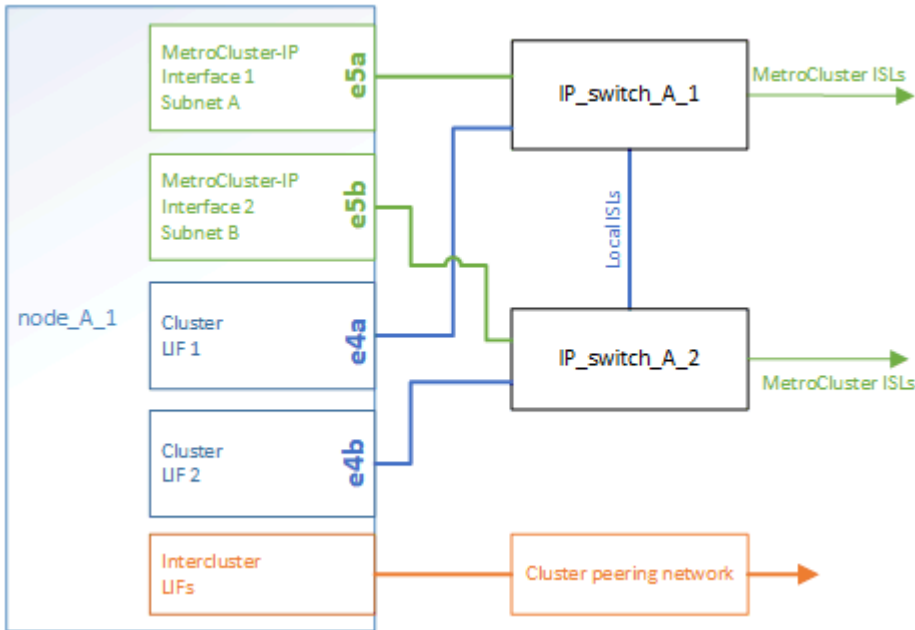 node_A_1
MetroCluster-IP
Interface 1
Subnet A
e5a
MetroCluster-IP
Interface 2
Subnet B
e5b
Cluster
LIF 1
e4a
Cluster
LIF 2
e4b
Intercluster
LIFs
IP_switch_A_1
MetroCluster ISLs
Local ISLs
IP_switch_A_2
MetroCluster ISLs
Cluster peering network